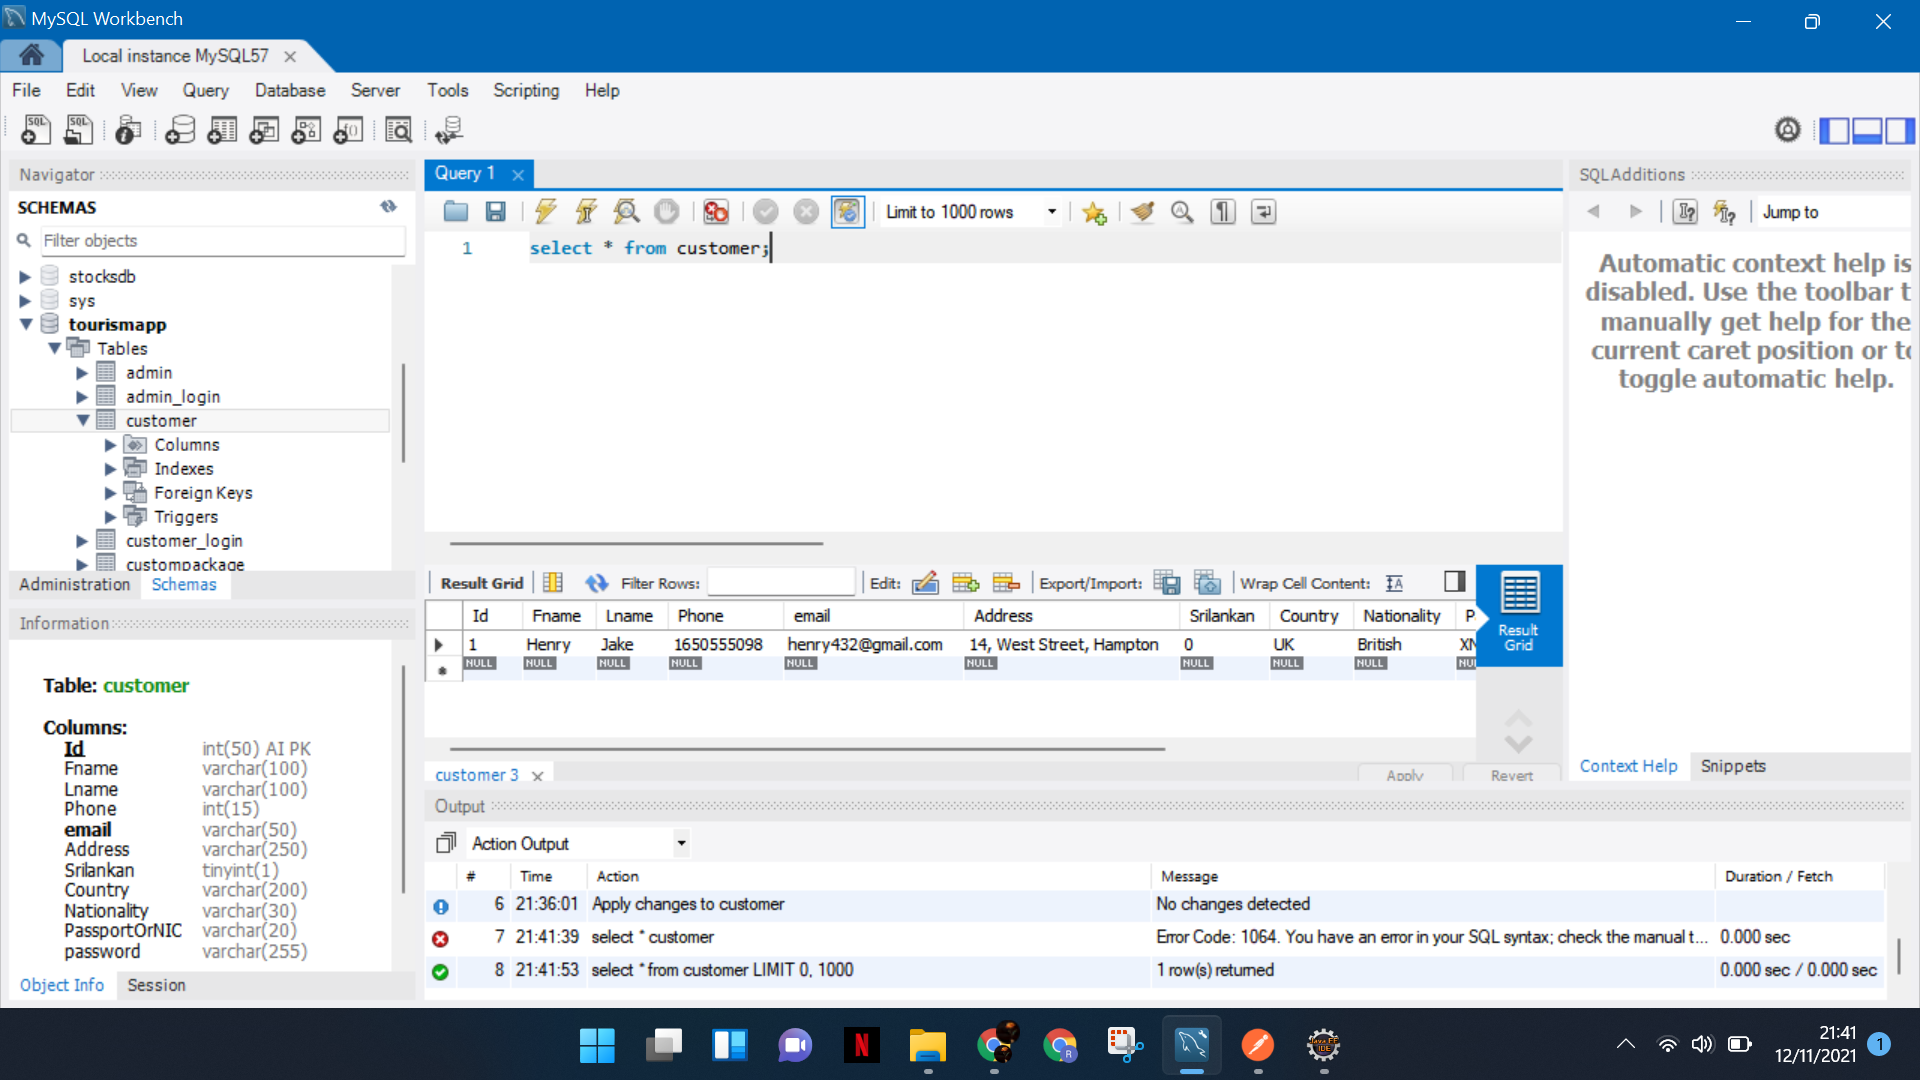 MySQL Workbench
Local instance MySQL57
File Edit View Query Database Server Tools Scripting Help
Navigator
SCHEMAS
Filter objects
stocksdb
sys
tourismapp
Tables
admin
admin_login
customer
Columns
Indexes
Foreign Keys
Triggers
customer_login
custompackage
Administration Schemas
Information
Table: customer
Columns:
Id int(50) AI PK
Fname varchar(100)
Lname varchar(100)
Phone int(15)
email varchar(50)
Address varchar(250)
Srilankan tinyint(1)
Country varchar(200)
Nationality varchar(30)
PassportOrNIC varchar(20)
password varchar(255)
Object Info Session
Query 1
Limit to 1000 rows
1 select * from customer;
Result Grid Filter Rows: Edit: Export/Import: Wrap Cell Content:
Id Fname Lname Phone email Address Srilankan Country Nationality P
1 Henry Jake 1650555098 henry432@gmail.com 14, West Street, Hampton 0 UK British XN
NULL NULL NULL NULL NULL NULL NULL NULL NULL NU
Result
Grid
customer 3
Apply Revert
Output
Action Output
# Time Action Message Duration / Fetch
6 21:36:01 Apply changes to customer No changes detected
7 21:41:39 select * customer Error Code: 1064. You have an error in your SQL syntax; check the manual t... 0.000 sec
8 21:41:53 select * from customer LIMIT 0, 1000 1 row(s) returned 0.000 sec / 0.000 sec
SQLAdditions
Jump to
Automatic context help is
disabled. Use the toolbar t
manually get help for the
current caret position or to
toggle automatic help.
Context Help Snippets
21:41
12/11/2021
1